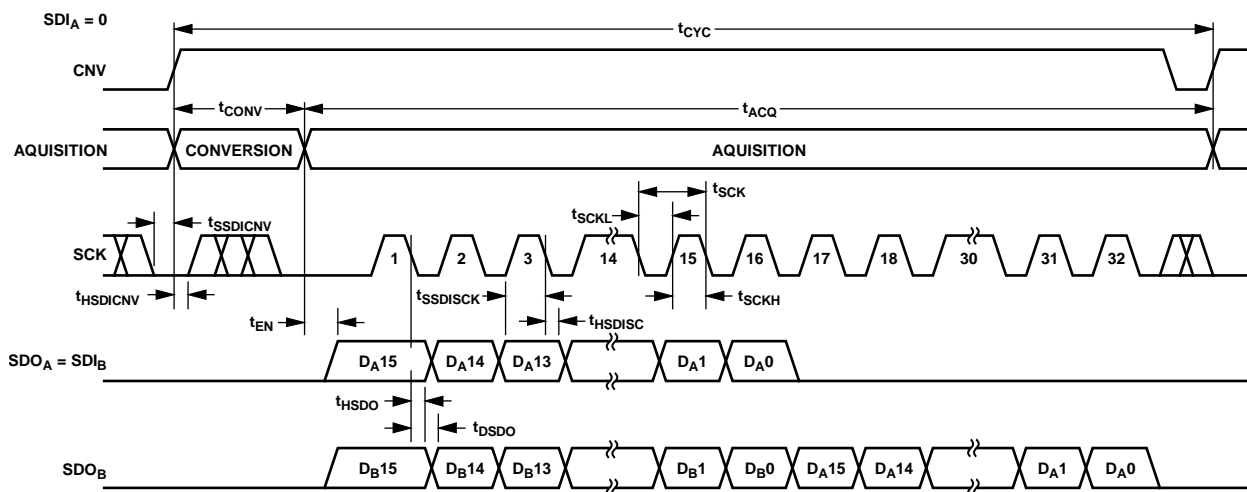 SDIA = 0
tCYC
CNV
tCONV
tACQ
AQUISITION
CONVERSION
AQUISITION
tSCK
tSCKL
tSSDICNV
SCK
1 2 3 14 15 16 17 18 30 31 32
tHSDICNV
tSSDISCK
tSCKH
tEN
tHSDISC
SDOA = SDIB
DA15 DA14 DA13 DA1 DA0
tHSDO
tDSDO
SDOB
DB15 DB14 DB13 DB1 DB0 DA15 DA14 DA1 DA0